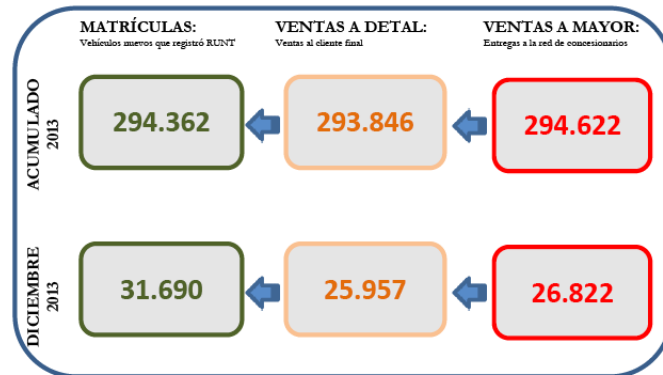 MATRÍCULAS:
Vehículos nuevos que registró RUNT
VENTAS A DETAL:
Ventas al cliente final
VENTAS A MAYOR:
Entregas a la red de concesionarios
ACUMULADO
2013
294.362
293.846
294.622
DICIEMBRE
2013
31.690
25.957
26.822